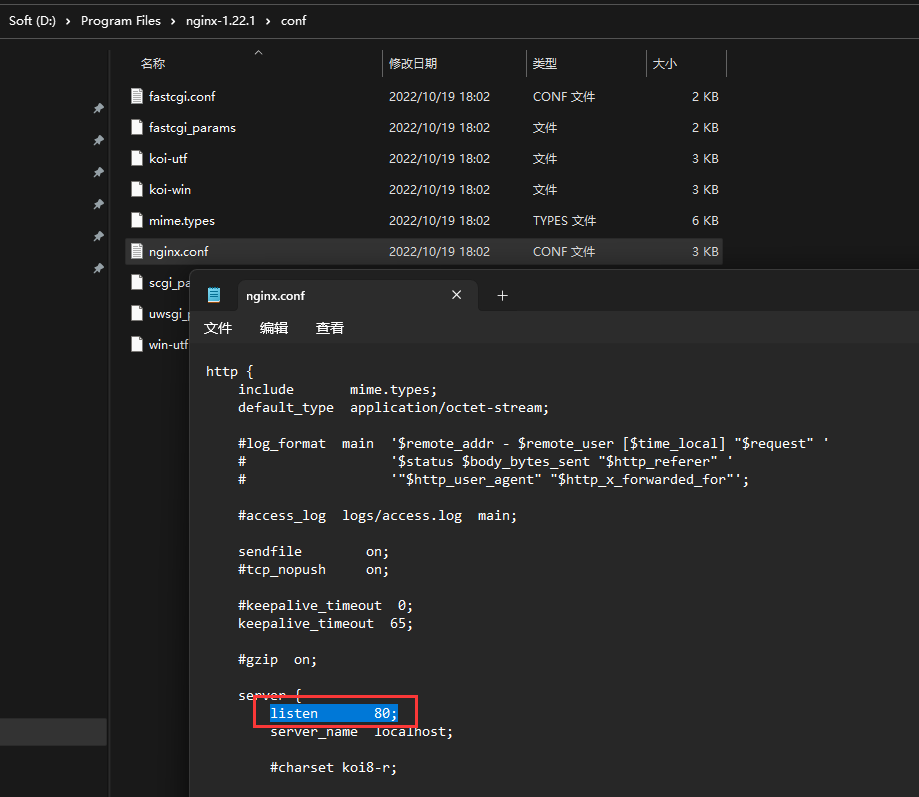 Soft (D:) › Program Files › nginx-1.22.1 › conf
名称 修改日期 类型 大小
fastcgi.conf 2022/10/19 18:02 CONF 文件 2 KB
fastcgi_params 2022/10/19 18:02 文件 2 KB
koi-utf 2022/10/19 18:02 文件 3 KB
koi-win 2022/10/19 18:02 文件 3 KB
mime.types 2022/10/19 18:02 TYPES 文件 6 KB
nginx.conf 2022/10/19 18:02 CONF 文件 3 KB
scgi_pa
uwsgi_p
win-utf
nginx.conf
文件 编辑 查看
http {
    include       mime.types;
    default_type  application/octet-stream;
    #log_format  main  '$remote_addr - $remote_user [$time_local] "$request" '
    #                  '$status $body_bytes_sent "$http_referer" '
    #                  '"$http_user_agent" "$http_x_forwarded_for"';
    #access_log  logs/access.log  main;
    sendfile        on;
    #tcp_nopush     on;
    #keepalive_timeout  0;
    keepalive_timeout  65;
    #gzip  on;
    server {
        listen       80;
        server_name  localhost;
        #charset koi8-r;